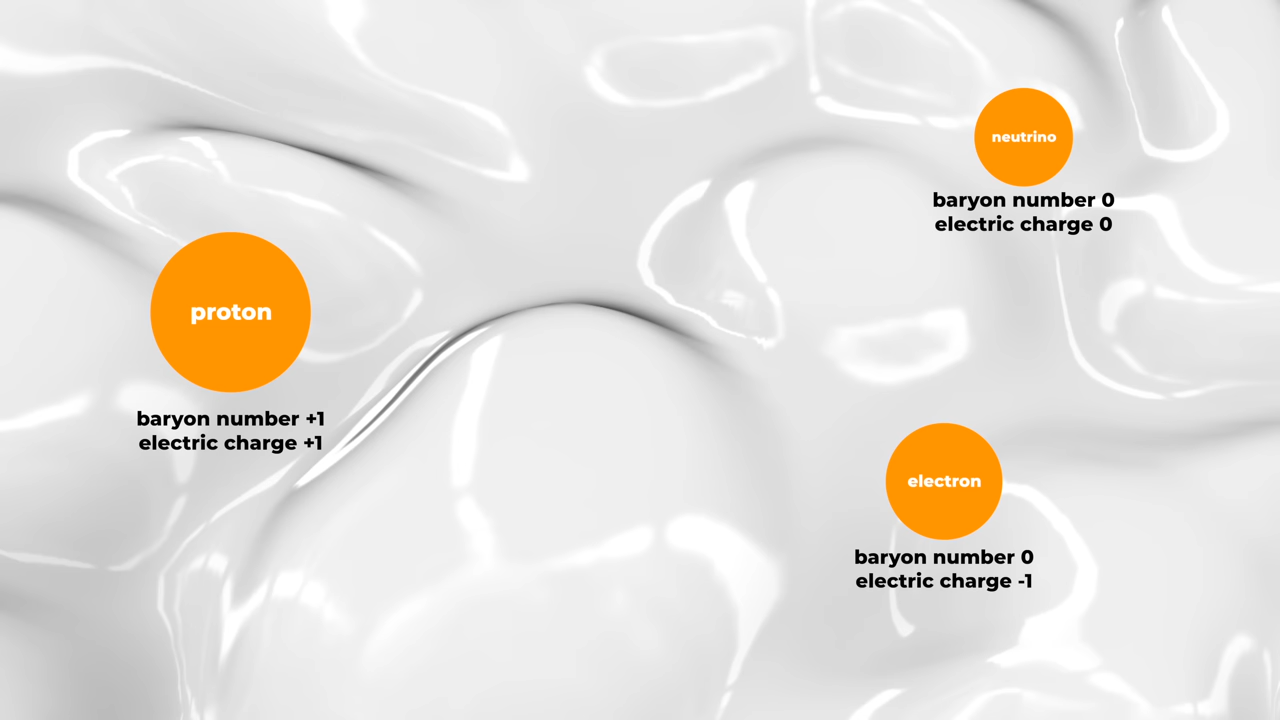 neutrino
baryon number 0
electric charge 0
proton
baryon number +1
electric charge +1
electron
baryon number 0
electric charge -1